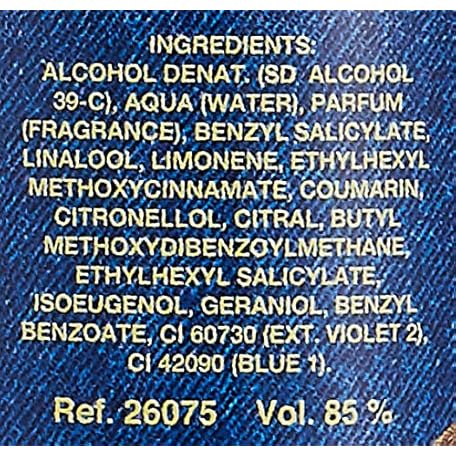 INGREDIENTS:
ALCOHOL DENAT. (SD ALCOHOL
39-C), AQUA (WATER), PARFUM
(FRAGRANCE), BENZYL SALICYLATE,
LINALOOL, LIMONENE, ETHYLHEXYL
METHOXYCINNAMATE, COUMARIN,
CITRONELLOL, CITRAL, BUTYL
METHOXYDIBENZOYLMETHANE,
ETHYLHEXYL SALICYLATE,
ISOEUGENOL, GERANIOL, BENZYL
BENZOATE, CI 60730 (EXT. VIOLET 2),
CI 42090 (BLUE 1).
Ref. 26075 Vol. 85 %